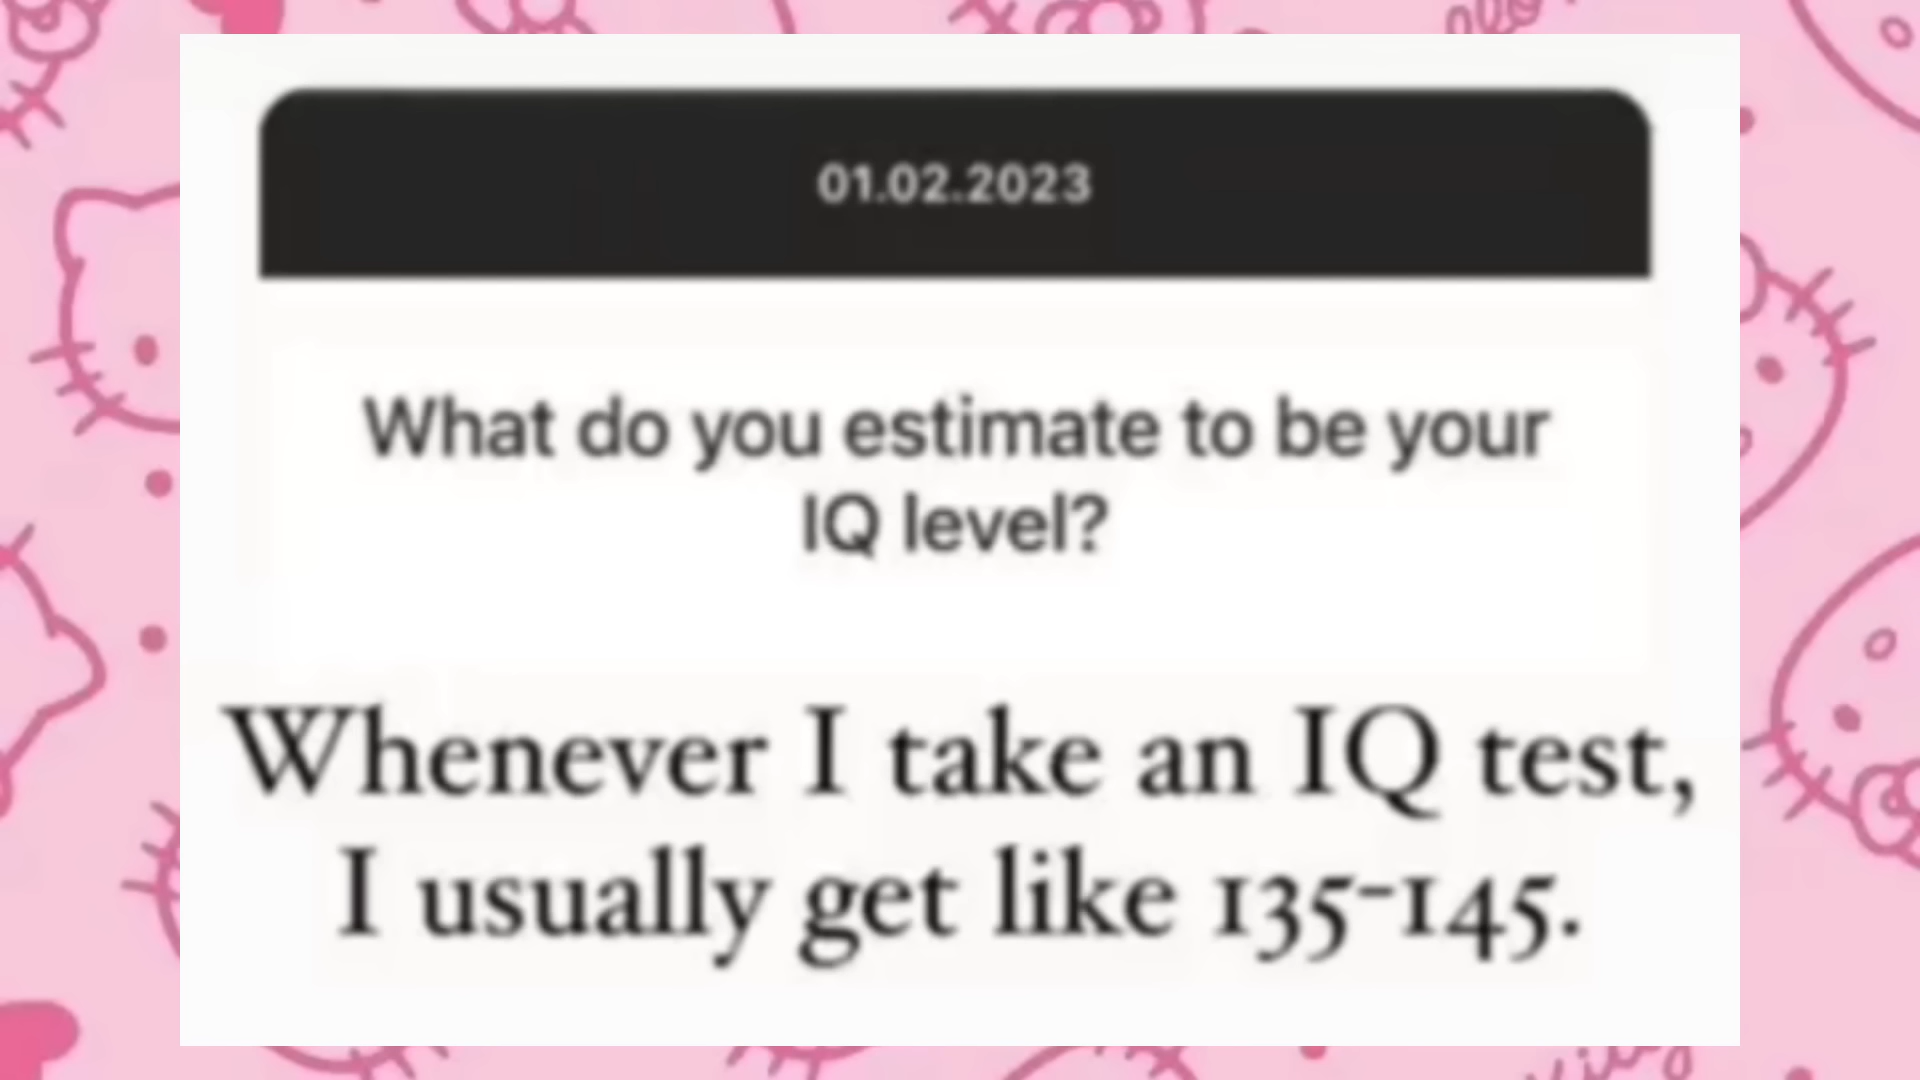 01.02.2023
What do you estimate to be your
IQ level?
Whenever I take an IQ test,
I usually get like 135-145.